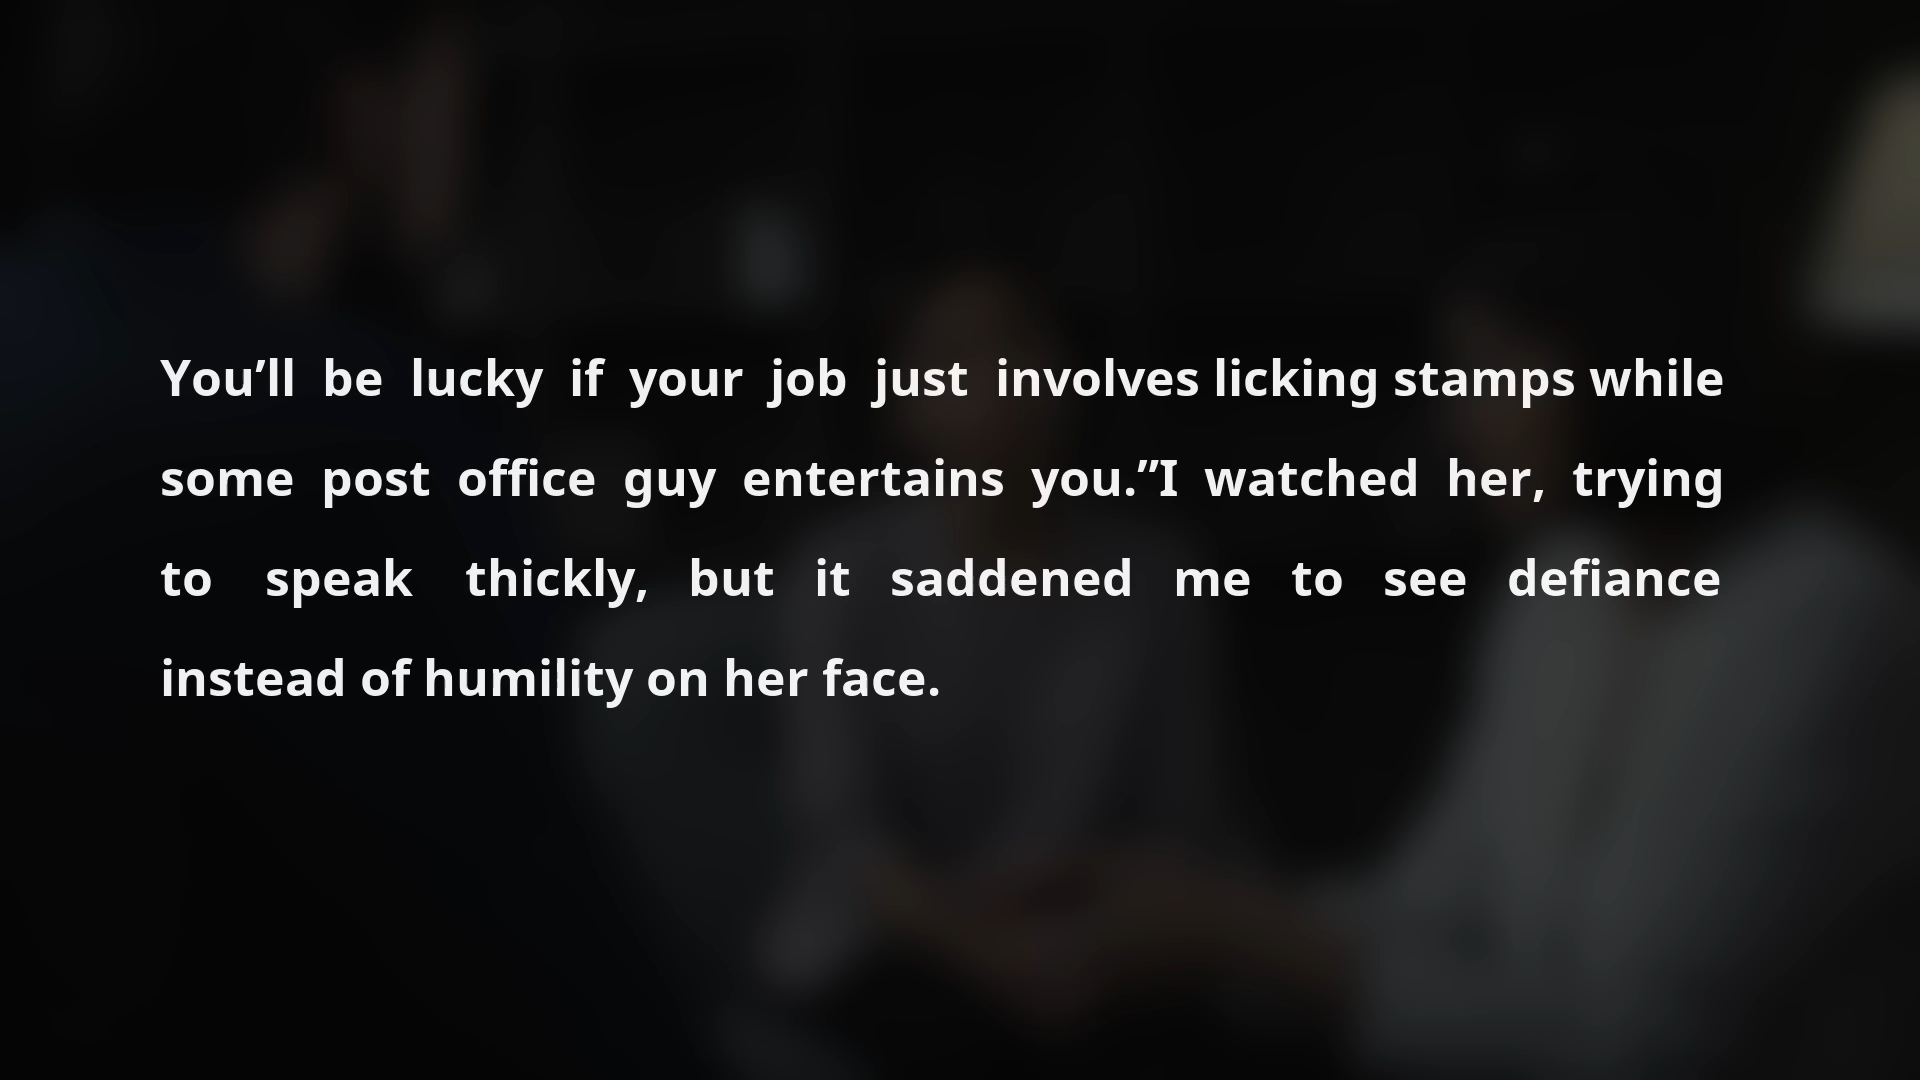 You’ll be lucky if your job just involves licking stamps while
some post office guy entertains you.”I watched her, trying
to speak thickly, but it saddened me to see defiance
instead of humility on her face.